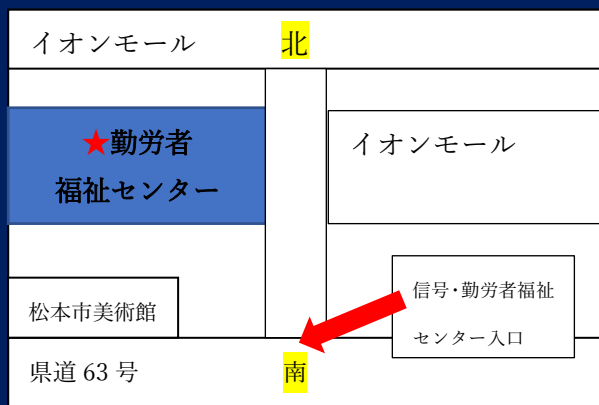 イオンモール
北
★勤労者
福祉センター
イオンモール
信号・勤労者福祉
センター入口
松本市美術館
県道 63 号
南